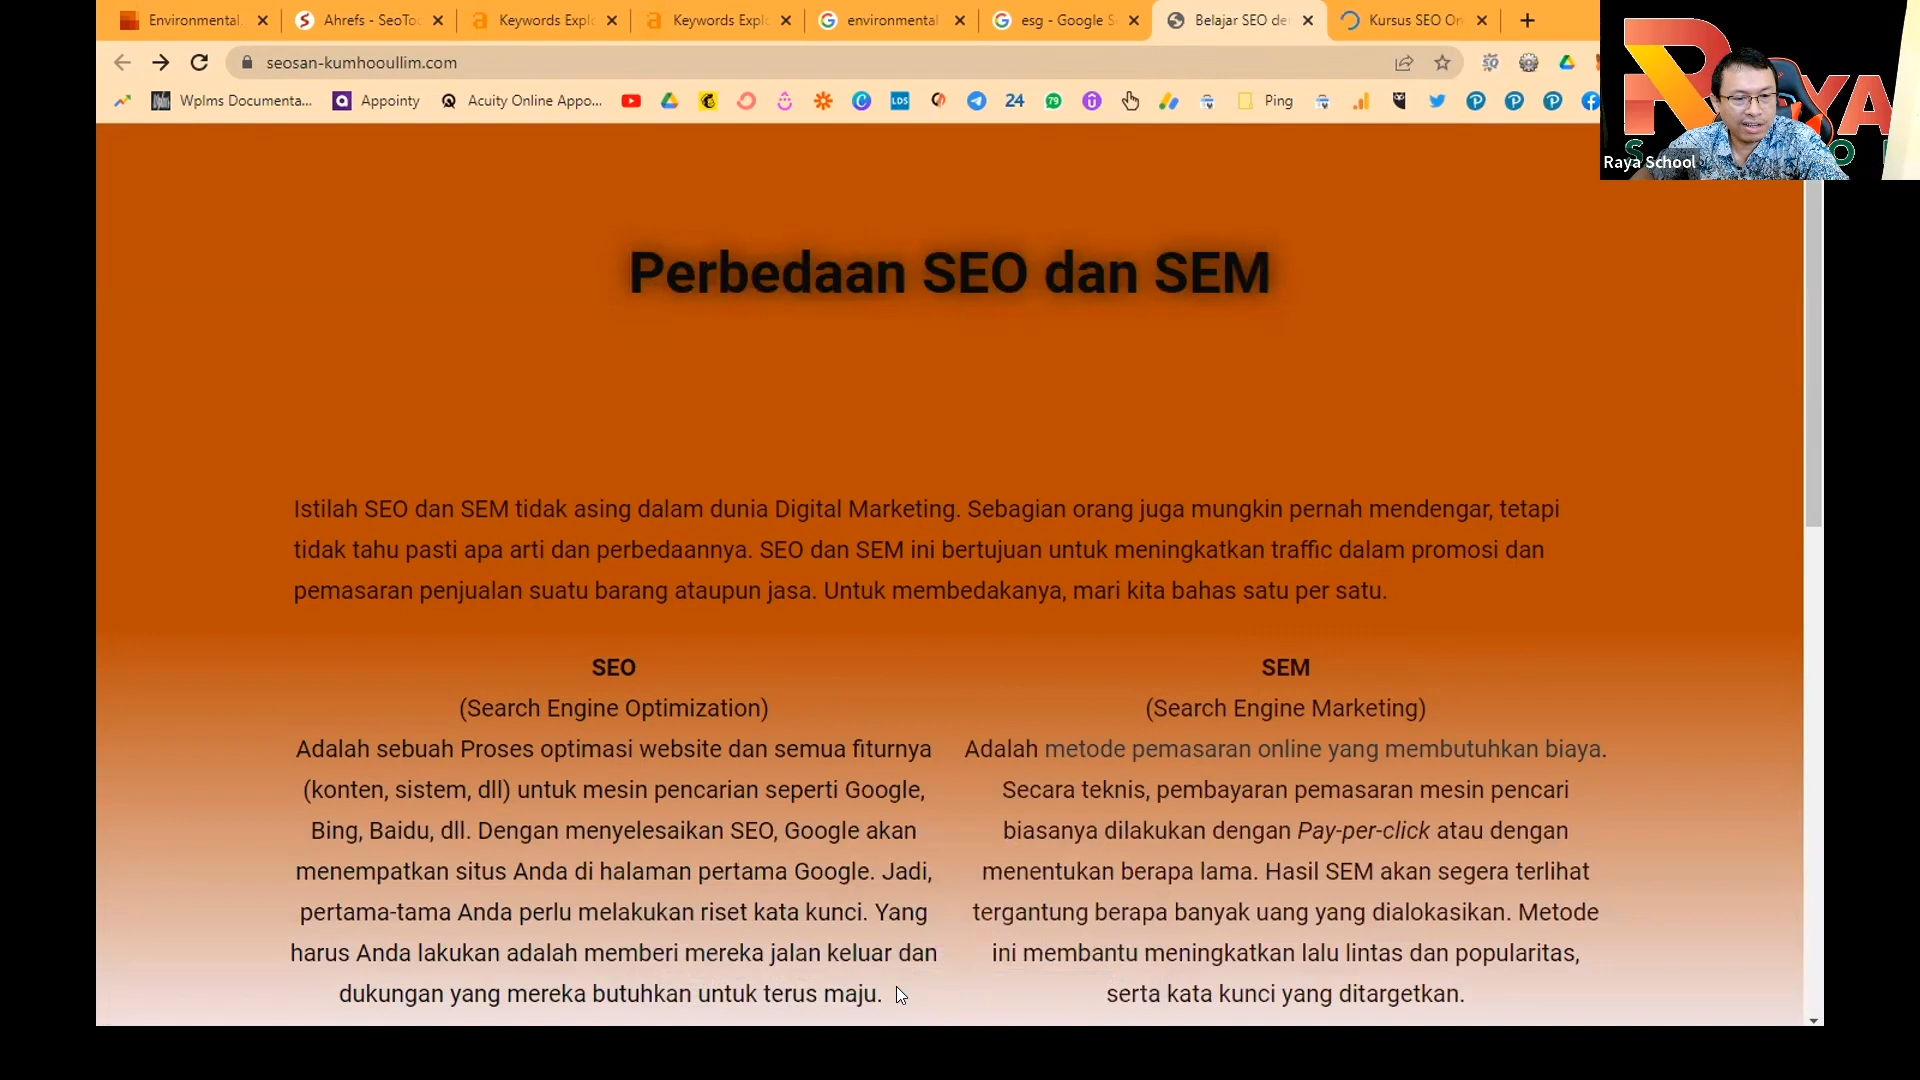 Environmental,
Ahrefs - SeoToo
Keywords Explo
Keywords Explo
environmental
esg - Google S
Belajar SEO de
Kursus SEO On
seosan-kumhooullim.com
Wplms Documenta...
Appointy
Acuity Online Appo...
LDS
24
79
Ping
RAYA
Raya School
Perbedaan SEO dan SEM
Istilah SEO dan SEM tidak asing dalam dunia Digital Marketing. Sebagian orang juga mungkin pernah mendengar, tetapi
tidak tahu pasti apa arti dan perbedaannya. SEO dan SEM ini bertujuan untuk meningkatkan traffic dalam promosi dan
pemasaran penjualan suatu barang ataupun jasa. Untuk membedakanya, mari kita bahas satu per satu.
SEO
(Search Engine Optimization)
Adalah sebuah Proses optimasi website dan semua fiturnya
(konten, sistem, dll) untuk mesin pencarian seperti Google,
Bing, Baidu, dll. Dengan menyelesaikan SEO, Google akan
menempatkan situs Anda di halaman pertama Google. Jadi,
pertama-tama Anda perlu melakukan riset kata kunci. Yang
harus Anda lakukan adalah memberi mereka jalan keluar dan
dukungan yang mereka butuhkan untuk terus maju.
SEM
(Search Engine Marketing)
Adalah metode pemasaran online yang membutuhkan biaya.
Secara teknis, pembayaran pemasaran mesin pencari
biasanya dilakukan dengan Pay-per-click atau dengan
menentukan berapa lama. Hasil SEM akan segera terlihat
tergantung berapa banyak uang yang dialokasikan. Metode
ini membantu meningkatkan lalu lintas dan popularitas,
serta kata kunci yang ditargetkan.